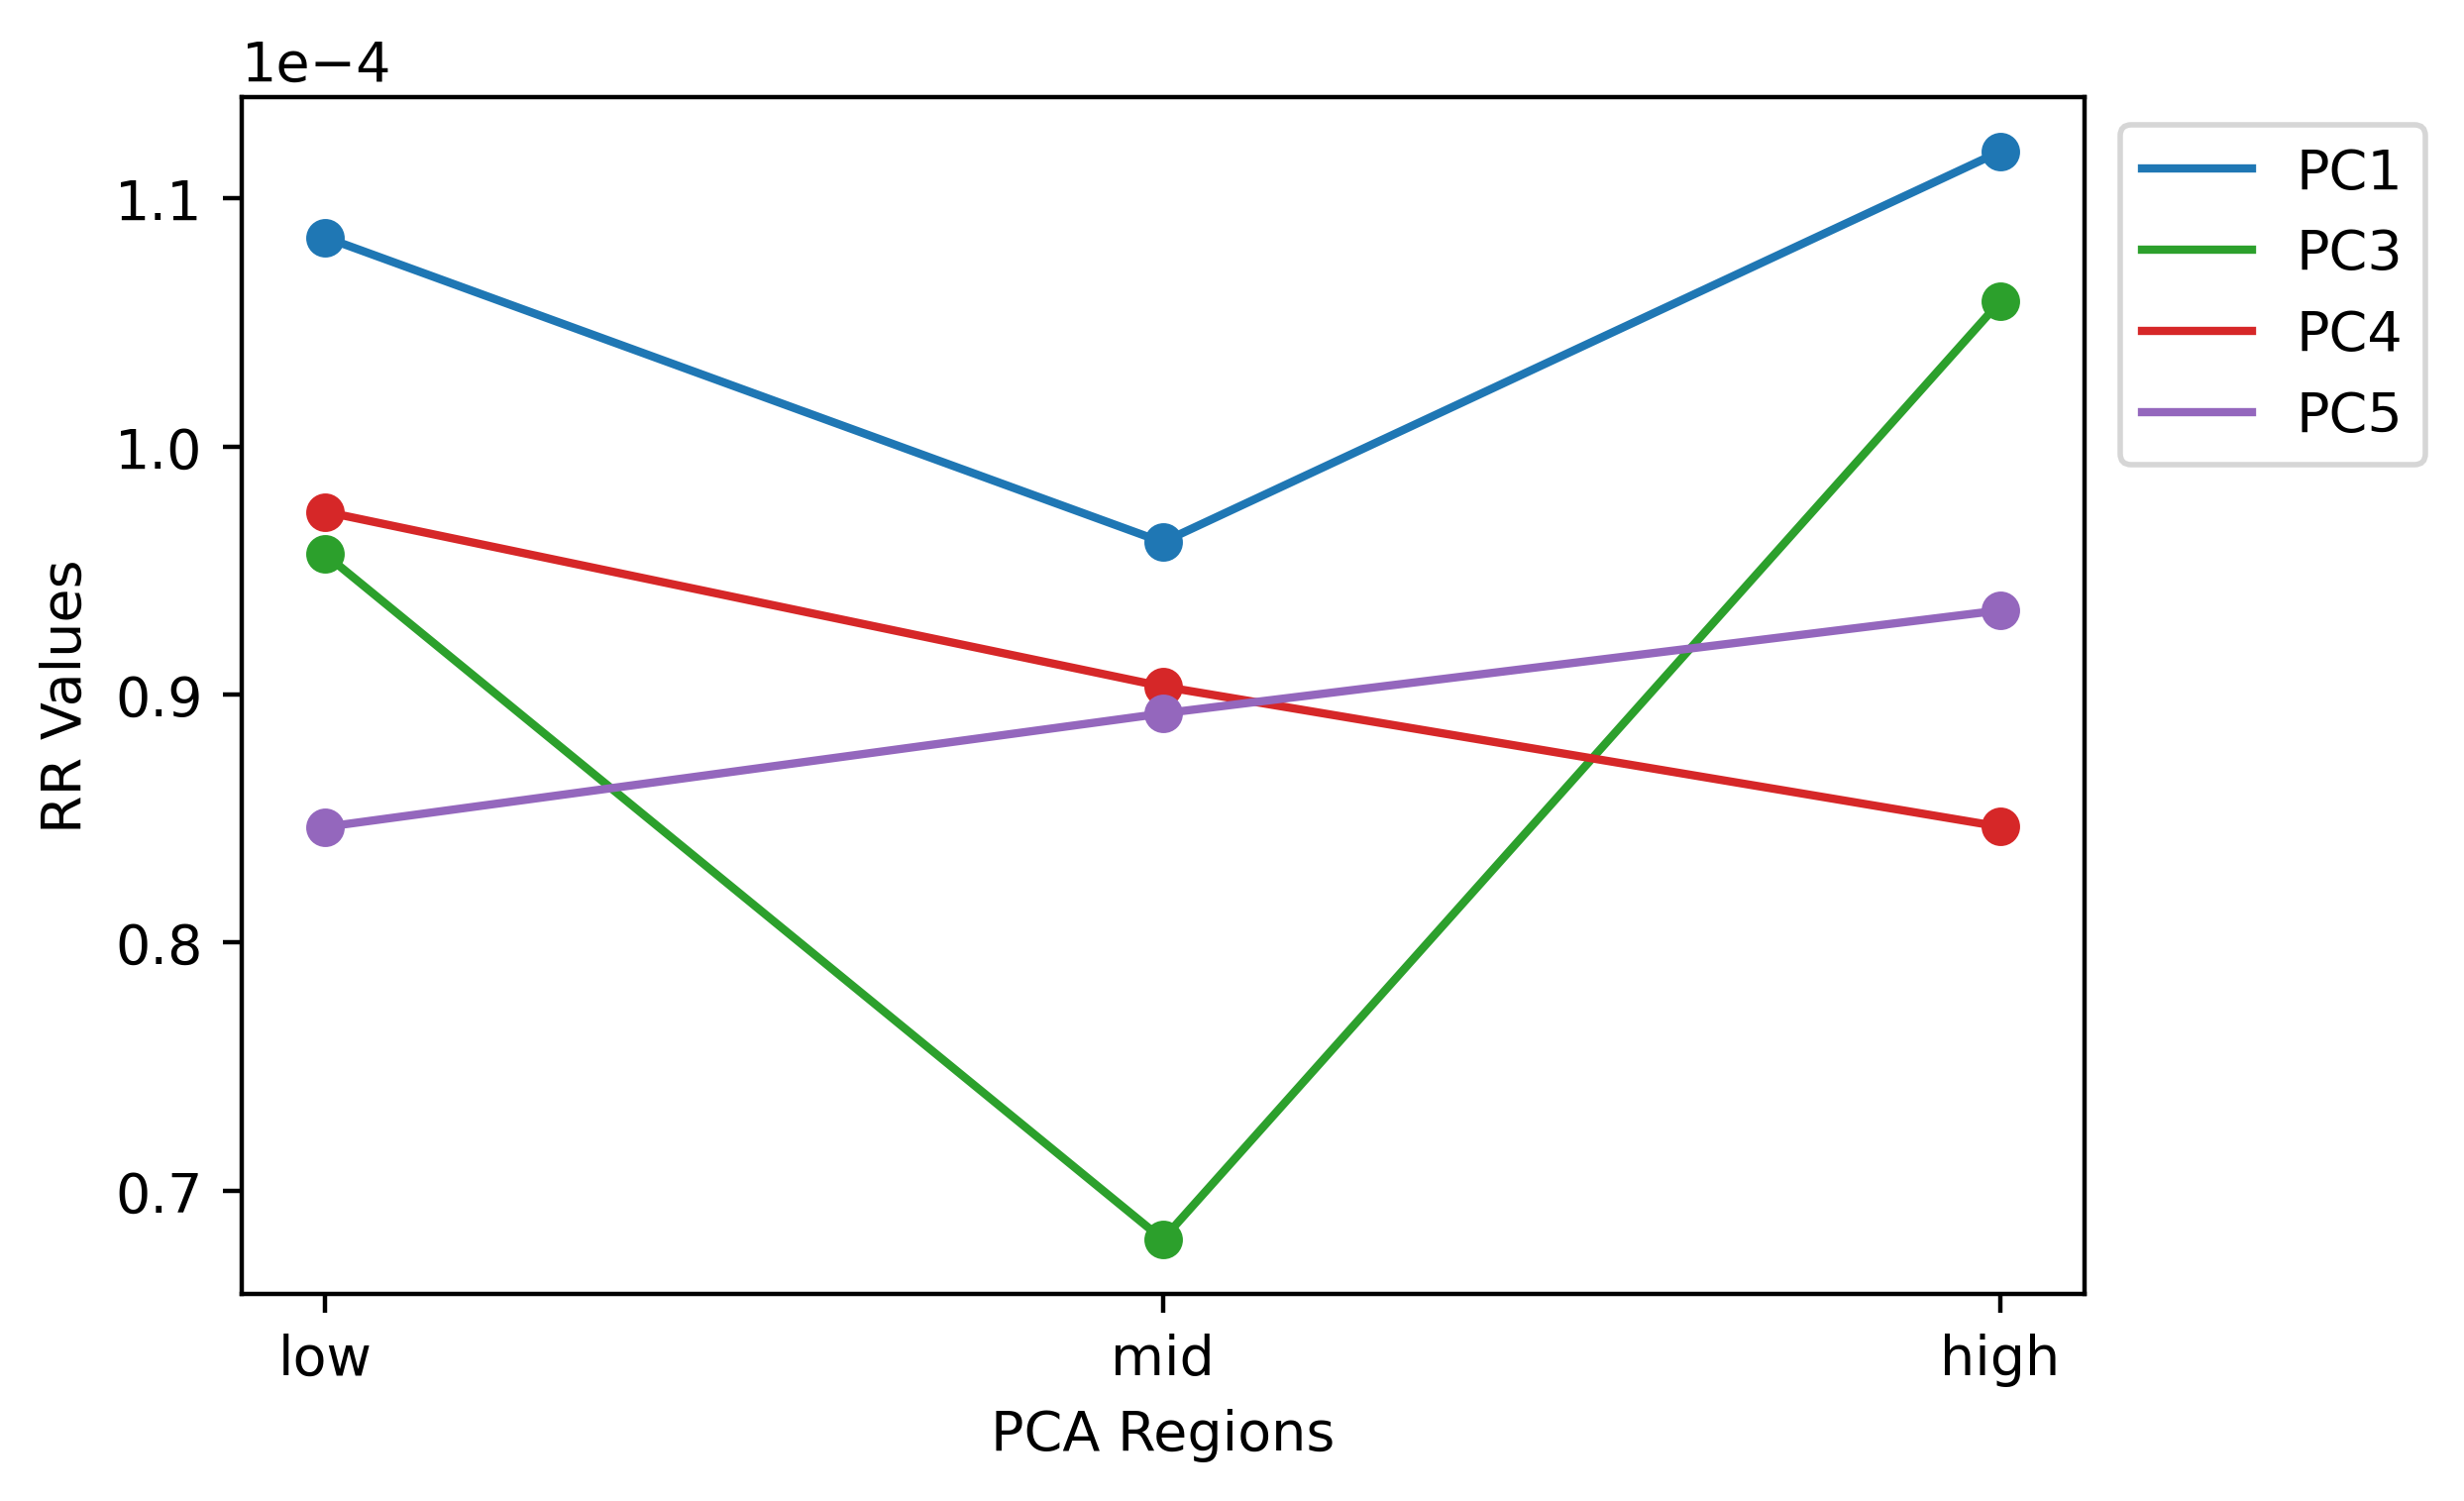 1e−4
1.1
1.0
0.9
0.8
0.7
RR Values
low
mid
high
PCA Regions
PC1
PC3
PC4
PC5